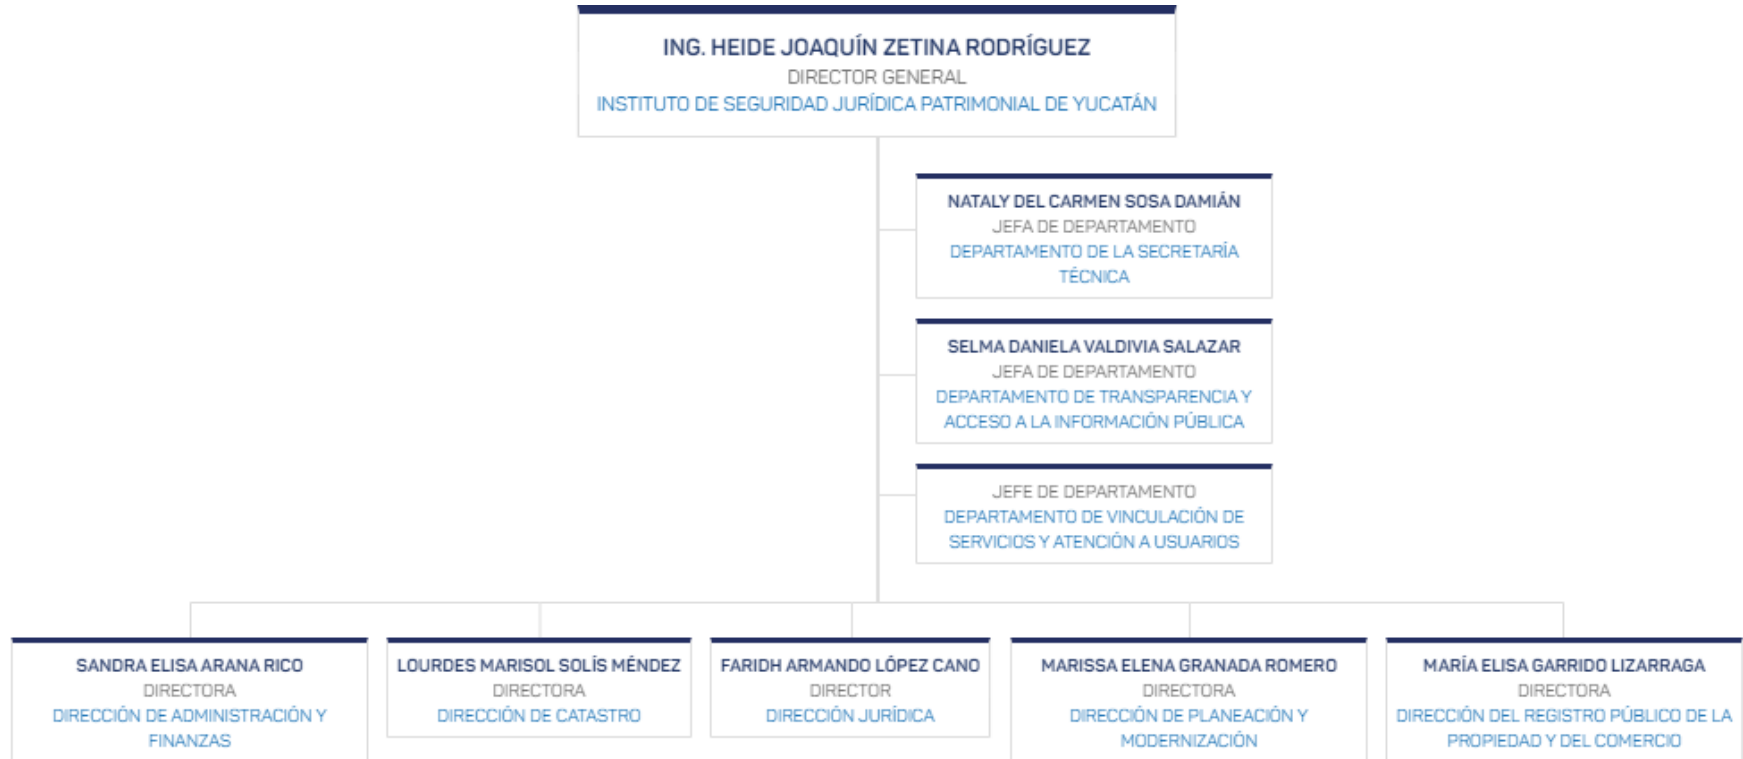 ING. HEIDE JOAQUÍN ZETINA RODRÍGUEZ
DIRECTOR GENERAL
INSTITUTO DE SEGURIDAD JURÍDICA PATRIMONIAL DE YUCATÁN
NATALY DEL CARMEN SOSA DAMIÁN
JEFA DE DEPARTAMENTO
DEPARTAMENTO DE LA SECRETARÍA
TÉCNICA
SELMA DANIELA VALDIVIA SALAZAR
JEFA DE DEPARTAMENTO
DEPARTAMENTO DE TRANSPARENCIA Y
ACCESO A LA INFORMACIÓN PÚBLICA
JEFE DE DEPARTAMENTO
DEPARTAMENTO DE VINCULACIÓN DE
SERVICIOS Y ATENCIÓN A USUARIOS
SANDRA ELISA ARANA RICO
DIRECTORA
DIRECCIÓN DE ADMINISTRACIÓN Y
FINANZAS
LOURDES MARISOL SOLÍS MÉNDEZ
DIRECTORA
DIRECCIÓN DE CATASTRO
FARIDH ARMANDO LÓPEZ CANO
DIRECTOR
DIRECCIÓN JURÍDICA
MARISSA ELENA GRANADA ROMERO
DIRECTORA
DIRECCIÓN DE PLANEACIÓN Y
MODERNIZACIÓN
MARÍA ELISA GARRIDO LIZARRAGA
DIRECTORA
DIRECCIÓN DEL REGISTRO PÚBLICO DE LA
PROPIEDAD Y DEL COMERCIO